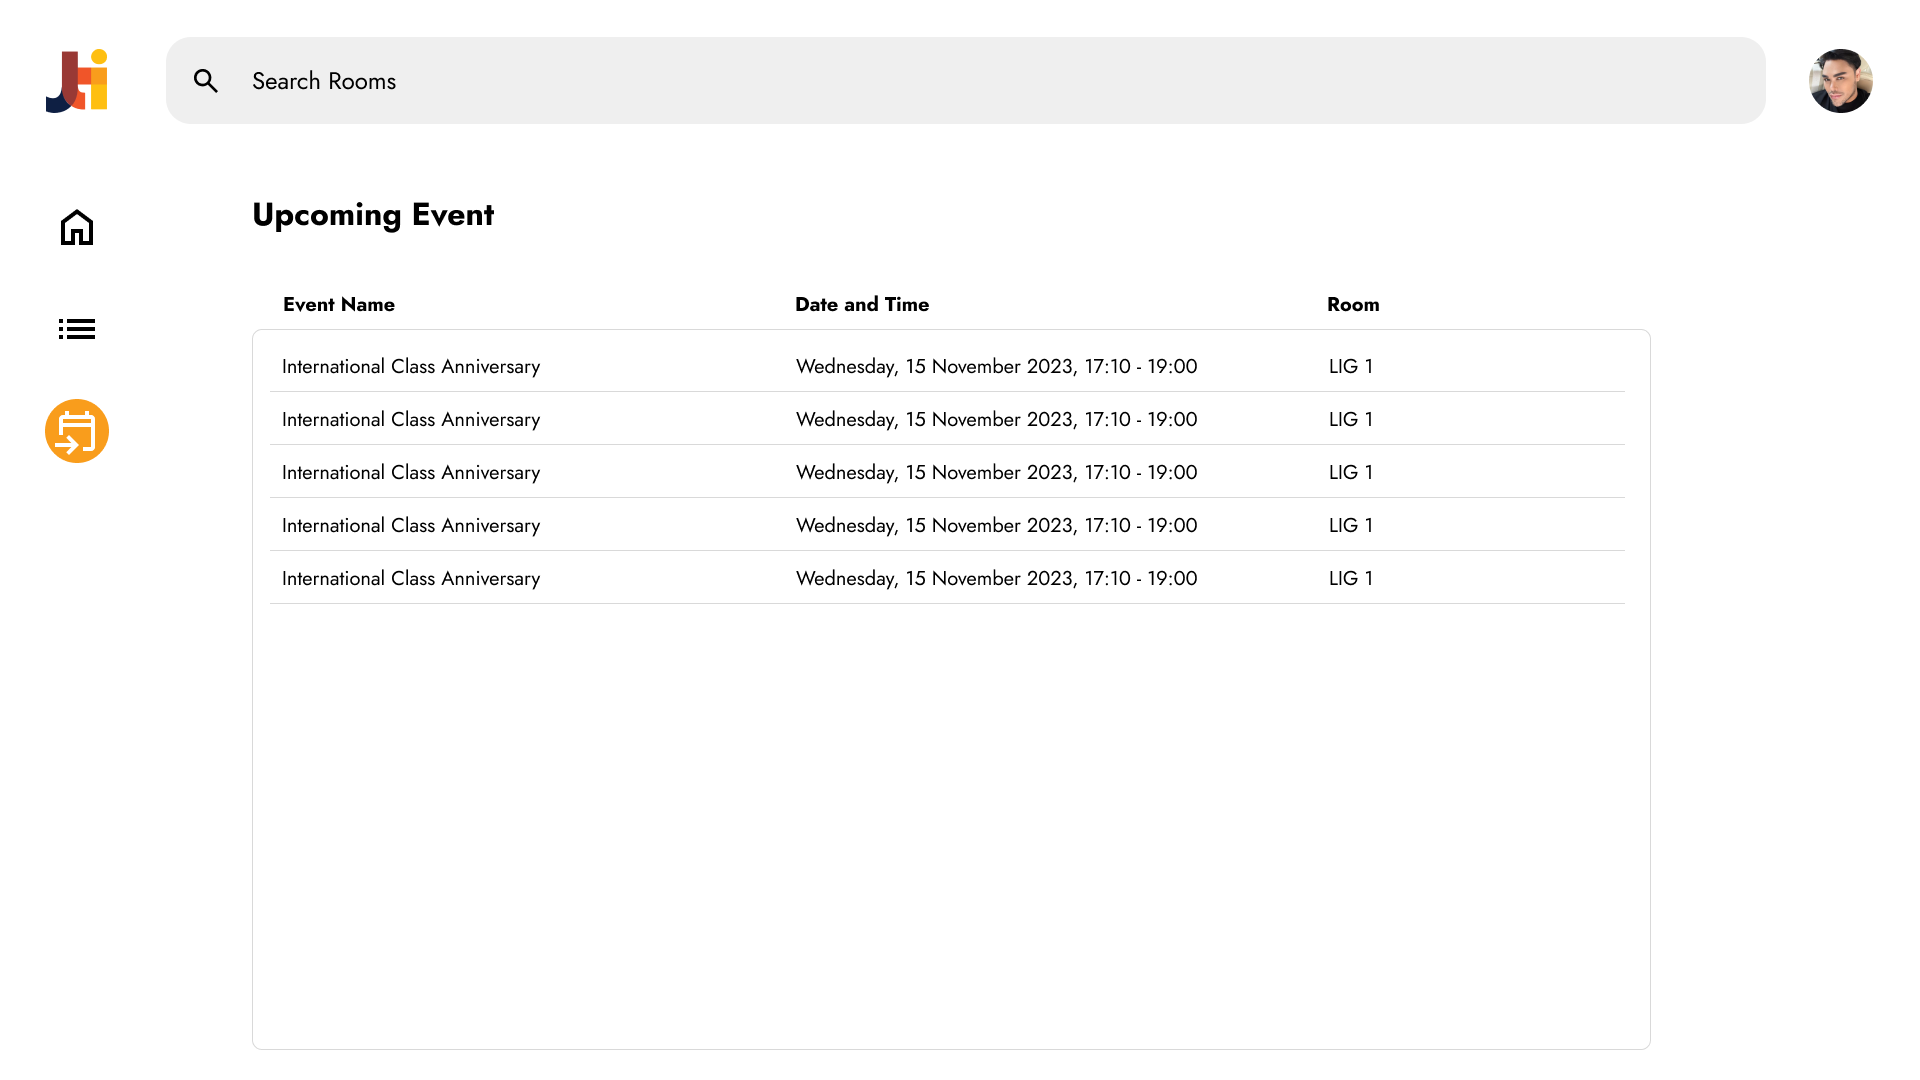 Jti
Search Rooms
Upcoming Event
Event Name Date and Time Room
International Class Anniversary Wednesday, 15 November 2023, 17:10 - 19:00 LIG 1
International Class Anniversary Wednesday, 15 November 2023, 17:10 - 19:00 LIG 1
International Class Anniversary Wednesday, 15 November 2023, 17:10 - 19:00 LIG 1
International Class Anniversary Wednesday, 15 November 2023, 17:10 - 19:00 LIG 1
International Class Anniversary Wednesday, 15 November 2023, 17:10 - 19:00 LIG 1